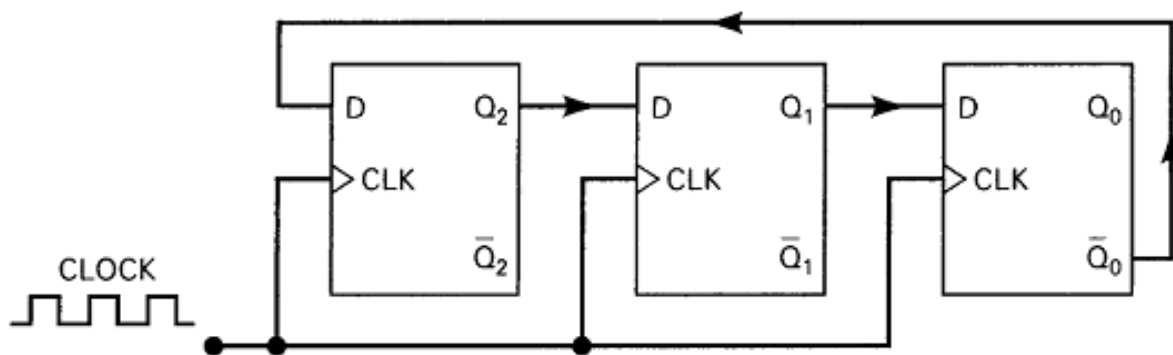 D Q₂ D Q₁ D Q₀
CLK CLK CLK
Q̅₂ Q̅₁ Q̅₀
CLOCK